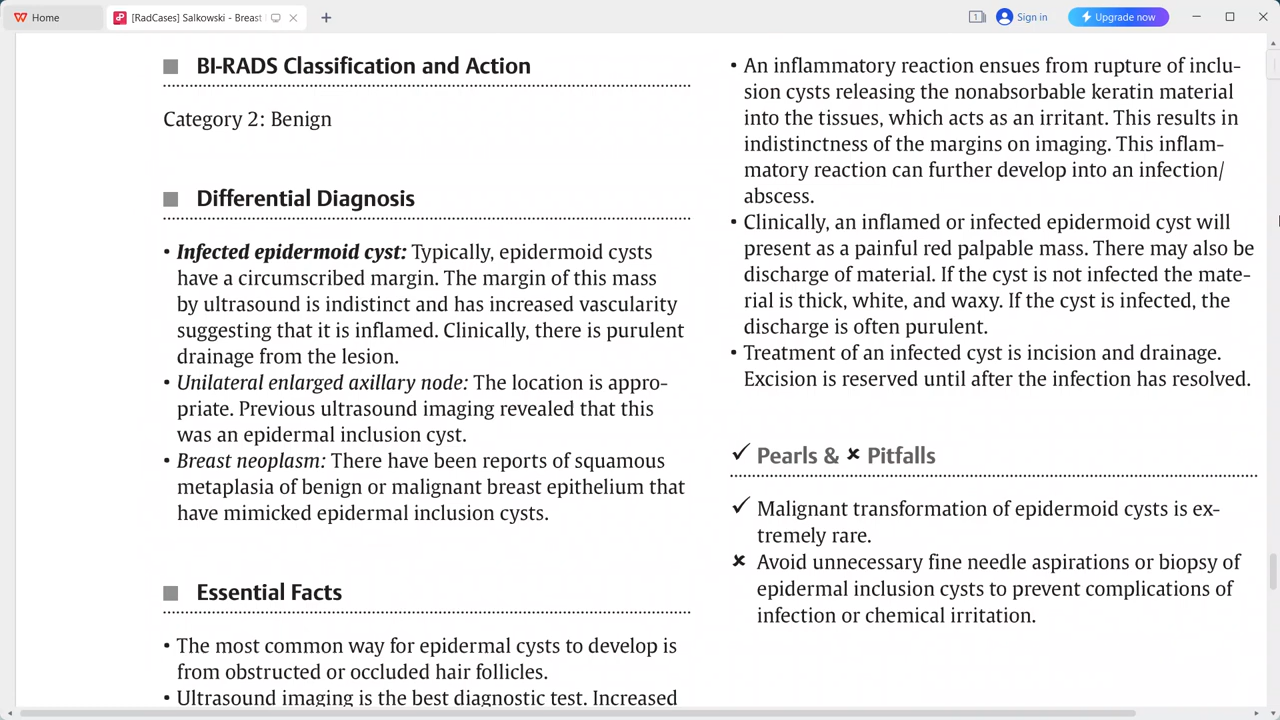 Home
[RadCases] Salkowski - Breast
1
Sign in
Upgrade now
BI-RADS Classification and Action
Category 2: Benign
Differential Diagnosis
• Infected epidermoid cyst: Typically, epidermoid cysts
have a circumscribed margin. The margin of this mass
by ultrasound is indistinct and has increased vascularity
suggesting that it is inflamed. Clinically, there is purulent
drainage from the lesion.
• Unilateral enlarged axillary node: The location is appro-
priate. Previous ultrasound imaging revealed that this
was an epidermal inclusion cyst.
• Breast neoplasm: There have been reports of squamous
metaplasia of benign or malignant breast epithelium that
have mimicked epidermal inclusion cysts.
Essential Facts
• The most common way for epidermal cysts to develop is
from obstructed or occluded hair follicles.
• Ultrasound imaging is the best diagnostic test. Increased
• An inflammatory reaction ensues from rupture of inclu-
sion cysts releasing the nonabsorbable keratin material
into the tissues, which acts as an irritant. This results in
indistinctness of the margins on imaging. This inflam-
matory reaction can further develop into an infection/
abscess.
• Clinically, an inflamed or infected epidermoid cyst will
present as a painful red palpable mass. There may also be
discharge of material. If the cyst is not infected the mate-
rial is thick, white, and waxy. If the cyst is infected, the
discharge is often purulent.
• Treatment of an infected cyst is incision and drainage.
Excision is reserved until after the infection has resolved.
✓ Pearls & ✗ Pitfalls
✓ Malignant transformation of epidermoid cysts is ex-
tremely rare.
✗ Avoid unnecessary fine needle aspirations or biopsy of
epidermal inclusion cysts to prevent complications of
infection or chemical irritation.